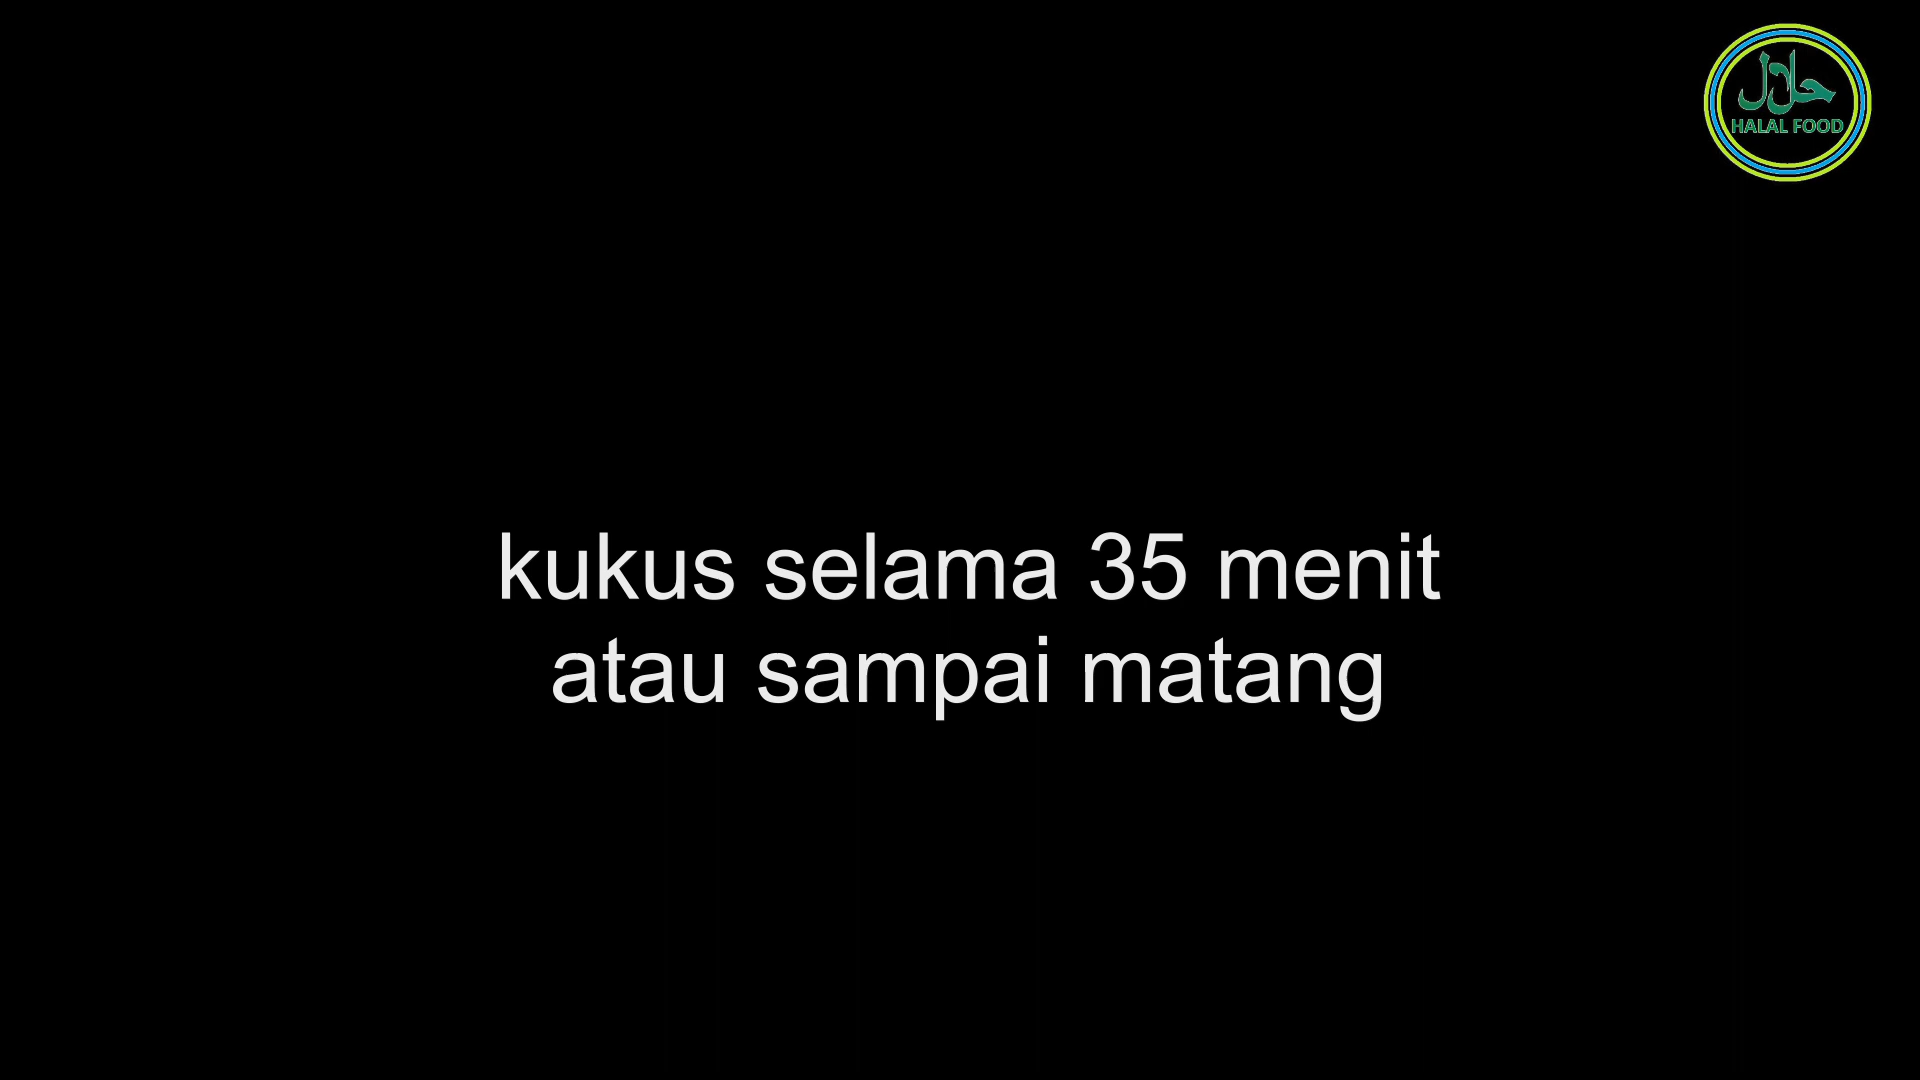 حلال
HALAL FOOD
kukus selama 35 menit
atau sampai matang